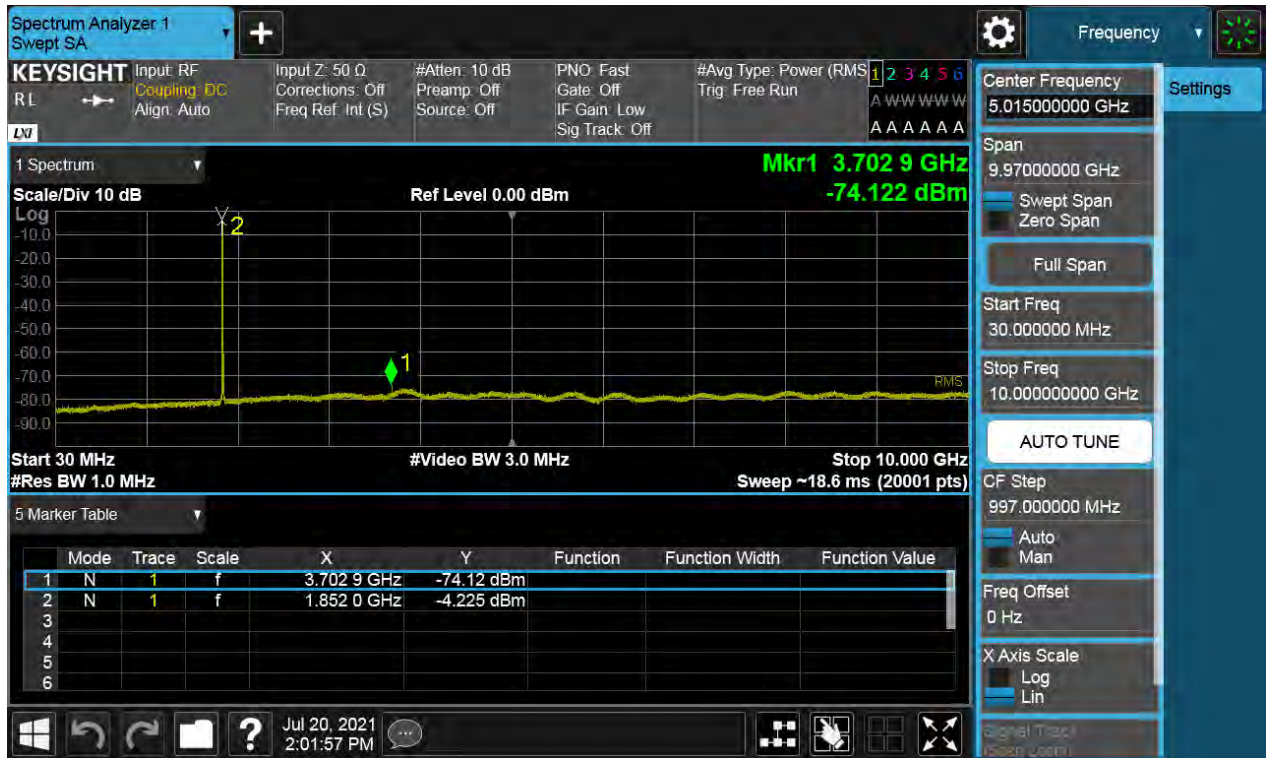 Spectrum Analyzer 1
Swept SA
+
Frequency
KEYSIGHT
RL
LXI
Input: RF
Coupling: DC
Align: Auto
Input Z: 50 Ω
Corrections: Off
Freq Ref: Int (S)
#Atten: 10 dB
Preamp: Off
Source: Off
PNO: Fast
Gate: Off
IF Gain: Low
Sig Track: Off
#Avg Type: Power (RMS
Trig: Free Run
1 2 3 4 5 6
A W W W W W
A A A A A A
1 Spectrum
Mkr1 3.702 9 GHz
Scale/Div 10 dB
Ref Level 0.00 dBm
-74.122 dBm
Log
-10.0
-20.0
-30.0
-40.0
-50.0
-60.0
-70.0
-80.0
-90.0
2
1
RMS
Start 30 MHz
#Video BW 3.0 MHz
Stop 10.000 GHz
#Res BW 1.0 MHz
Sweep ~18.6 ms (20001 pts)
5 Marker Table
Mode Trace Scale X Y Function Function Width Function Value
1 N 1 f 3.702 9 GHz -74.12 dBm
2 N 1 f 1.852 0 GHz -4.225 dBm
3
4
5
6
?
Jul 20, 2021
2:01:57 PM
Center Frequency
5.015000000 GHz
Settings
Span
9.97000000 GHz
Swept Span
Zero Span
Full Span
Start Freq
30.000000 MHz
Stop Freq
10.000000000 GHz
AUTO TUNE
CF Step
997.000000 MHz
Auto
Man
Freq Offset
0 Hz
X Axis Scale
Log
Lin
Signal Track
(Span Zoom)